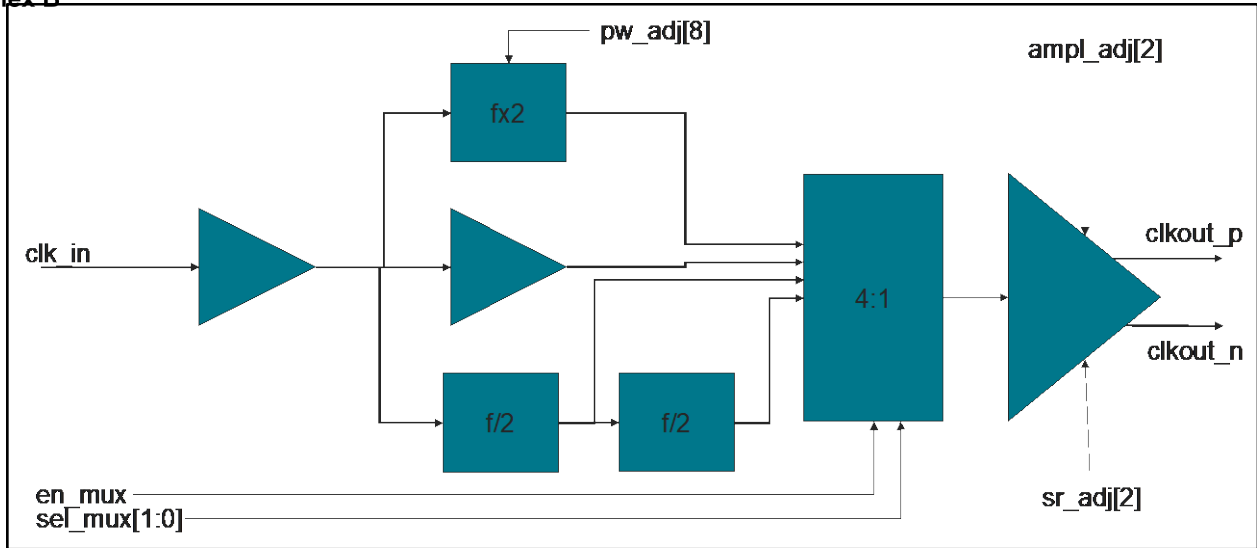 pw_adj[8]
ampl_adj[2]
fx2
clk_in
clkout_p
4:1
clkout_n
f/2
f/2
en_mux
sel_mux[1:0]
sr_adj[2]